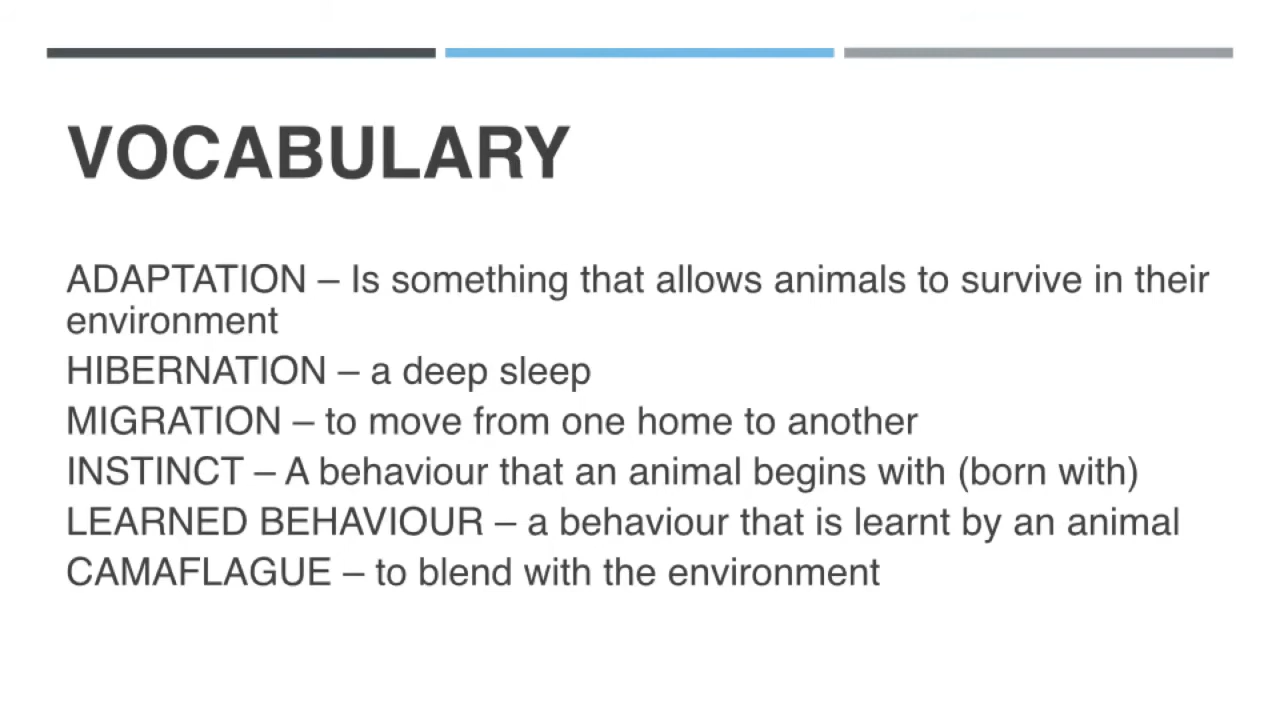 VOCABULARY
ADAPTATION – Is something that allows animals to survive in their
environment
HIBERNATION – a deep sleep
MIGRATION – to move from one home to another
INSTINCT – A behaviour that an animal begins with (born with)
LEARNED BEHAVIOUR – a behaviour that is learnt by an animal
CAMAFLAGUE – to blend with the environment